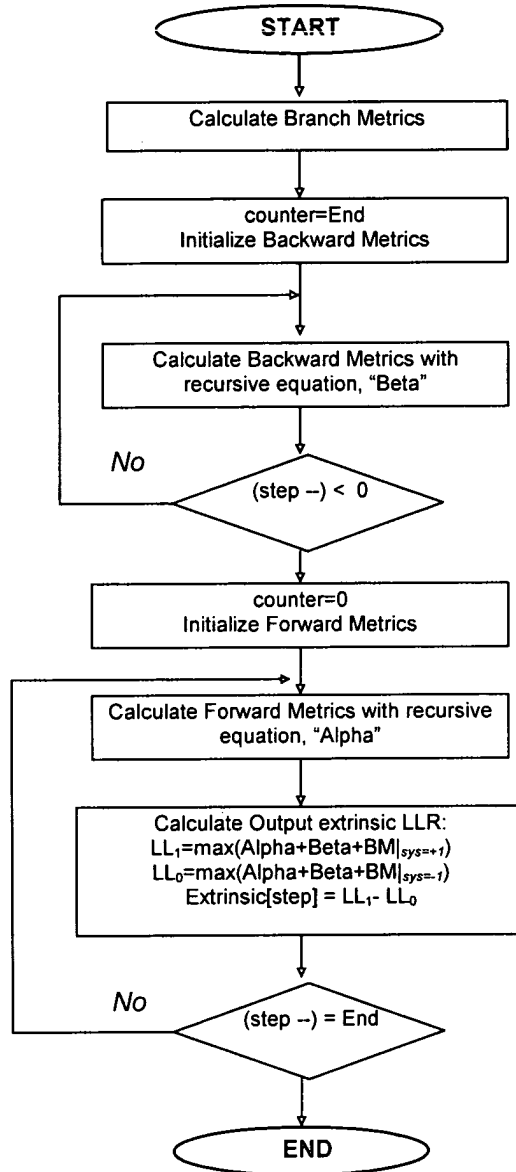 START
Calculate Branch Metrics
counter=End
Initialize Backward Metrics
Calculate Backward Metrics with
recursive equation, “Beta”
No
(step --) < 0
counter=0
Initialize Forward Metrics
Calculate Forward Metrics with recursive
equation, “Alpha”
Calculate Output extrinsic LLR:
LL₁=max(Alpha+Beta+BM|sys=+1)
LL₀=max(Alpha+Beta+BM|sys=-1)
Extrinsic[step] = LL₁- LL₀
No
(step --) = End
END